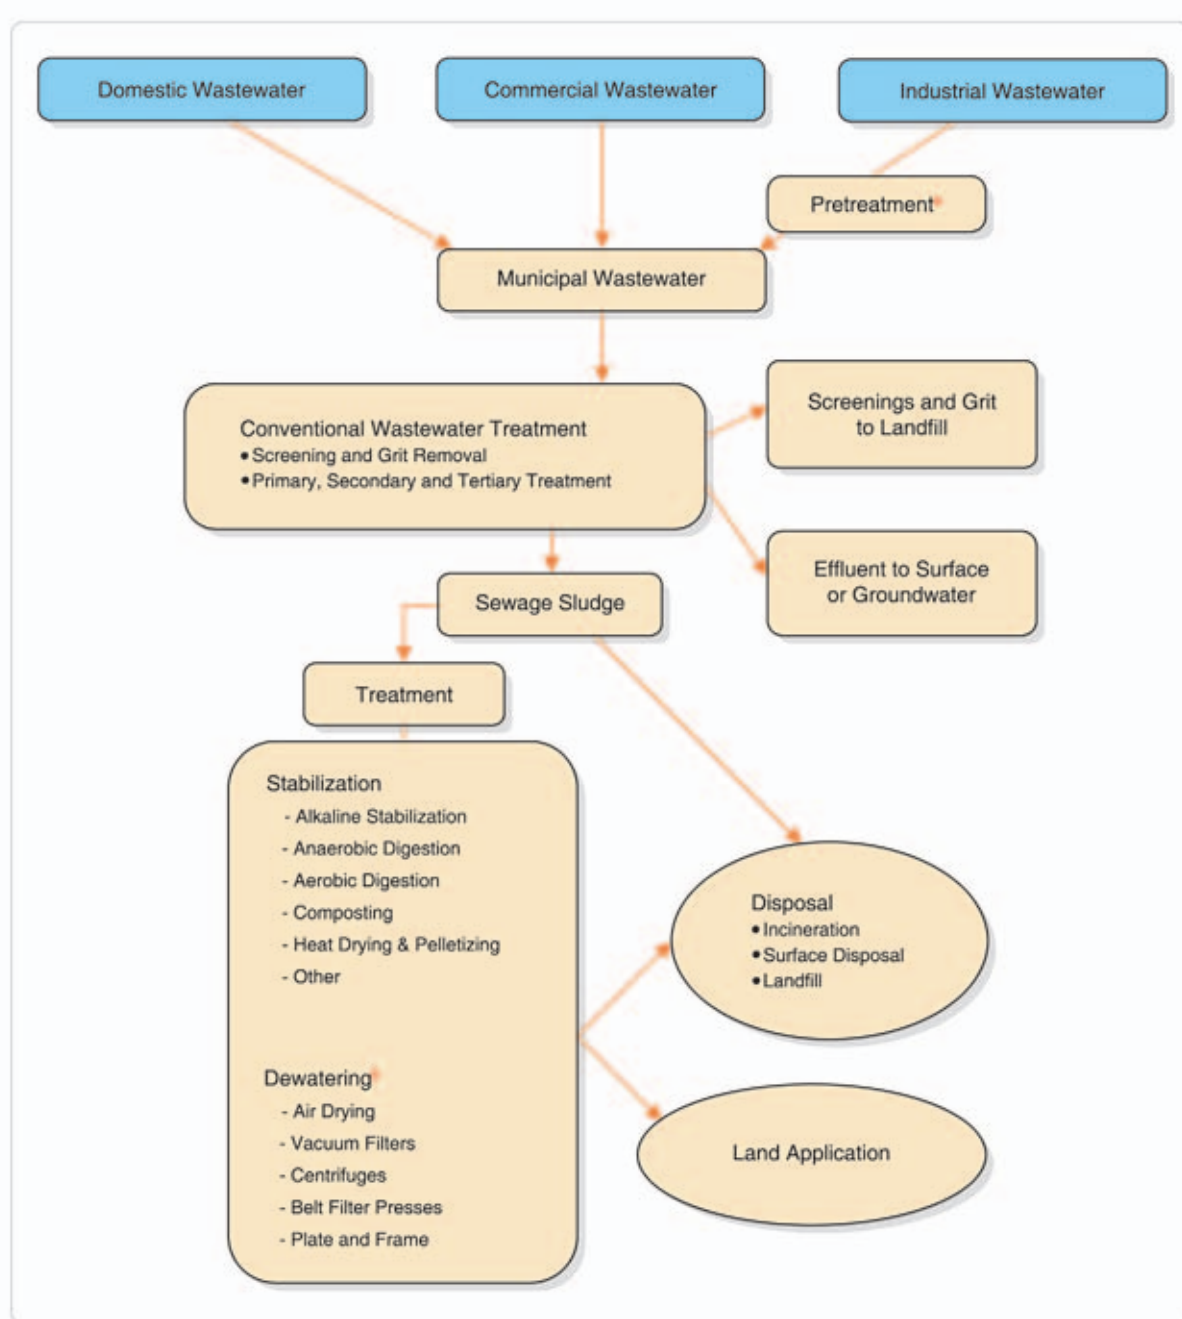 Domestic Wastewater
Commercial Wastewater
Industrial Wastewater
Pretreatment*
Municipal Wastewater
Conventional Wastewater Treatment
• Screening and Grit Removal
• Primary, Secondary and Tertiary Treatment
Screenings and Grit
to Landfill
Effluent to Surface
or Groundwater
Sewage Sludge
Treatment
Stabilization
- Alkaline Stabilization
- Anaerobic Digestion
- Aerobic Digestion
- Composting
- Heat Drying & Pelletizing
- Other
Dewatering*
- Air Drying
- Vacuum Filters
- Centrifuges
- Belt Filter Presses
- Plate and Frame
Disposal
• Incineration
• Surface Disposal
• Landfill
Land Application